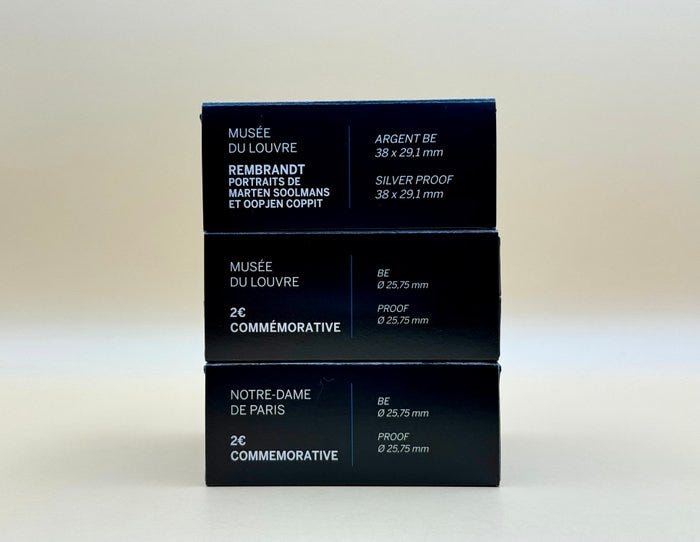 MUSÉE
DU LOUVRE
REMBRANDT
PORTRAITS DE
MARTEN SOOLMANS
ET OOPJEN COPPIT
ARGENT BE
38 x 29,1 mm
SILVER PROOF
38 x 29,1 mm
MUSÉE
DU LOUVRE
2€
COMMÉMORATIVE
BE
Ø 25,75 mm
PROOF
Ø 25,75 mm
NOTRE-DAME
DE PARIS
2€
COMMEMORATIVE
BE
Ø 25,75 mm
PROOF
Ø 25,75 mm